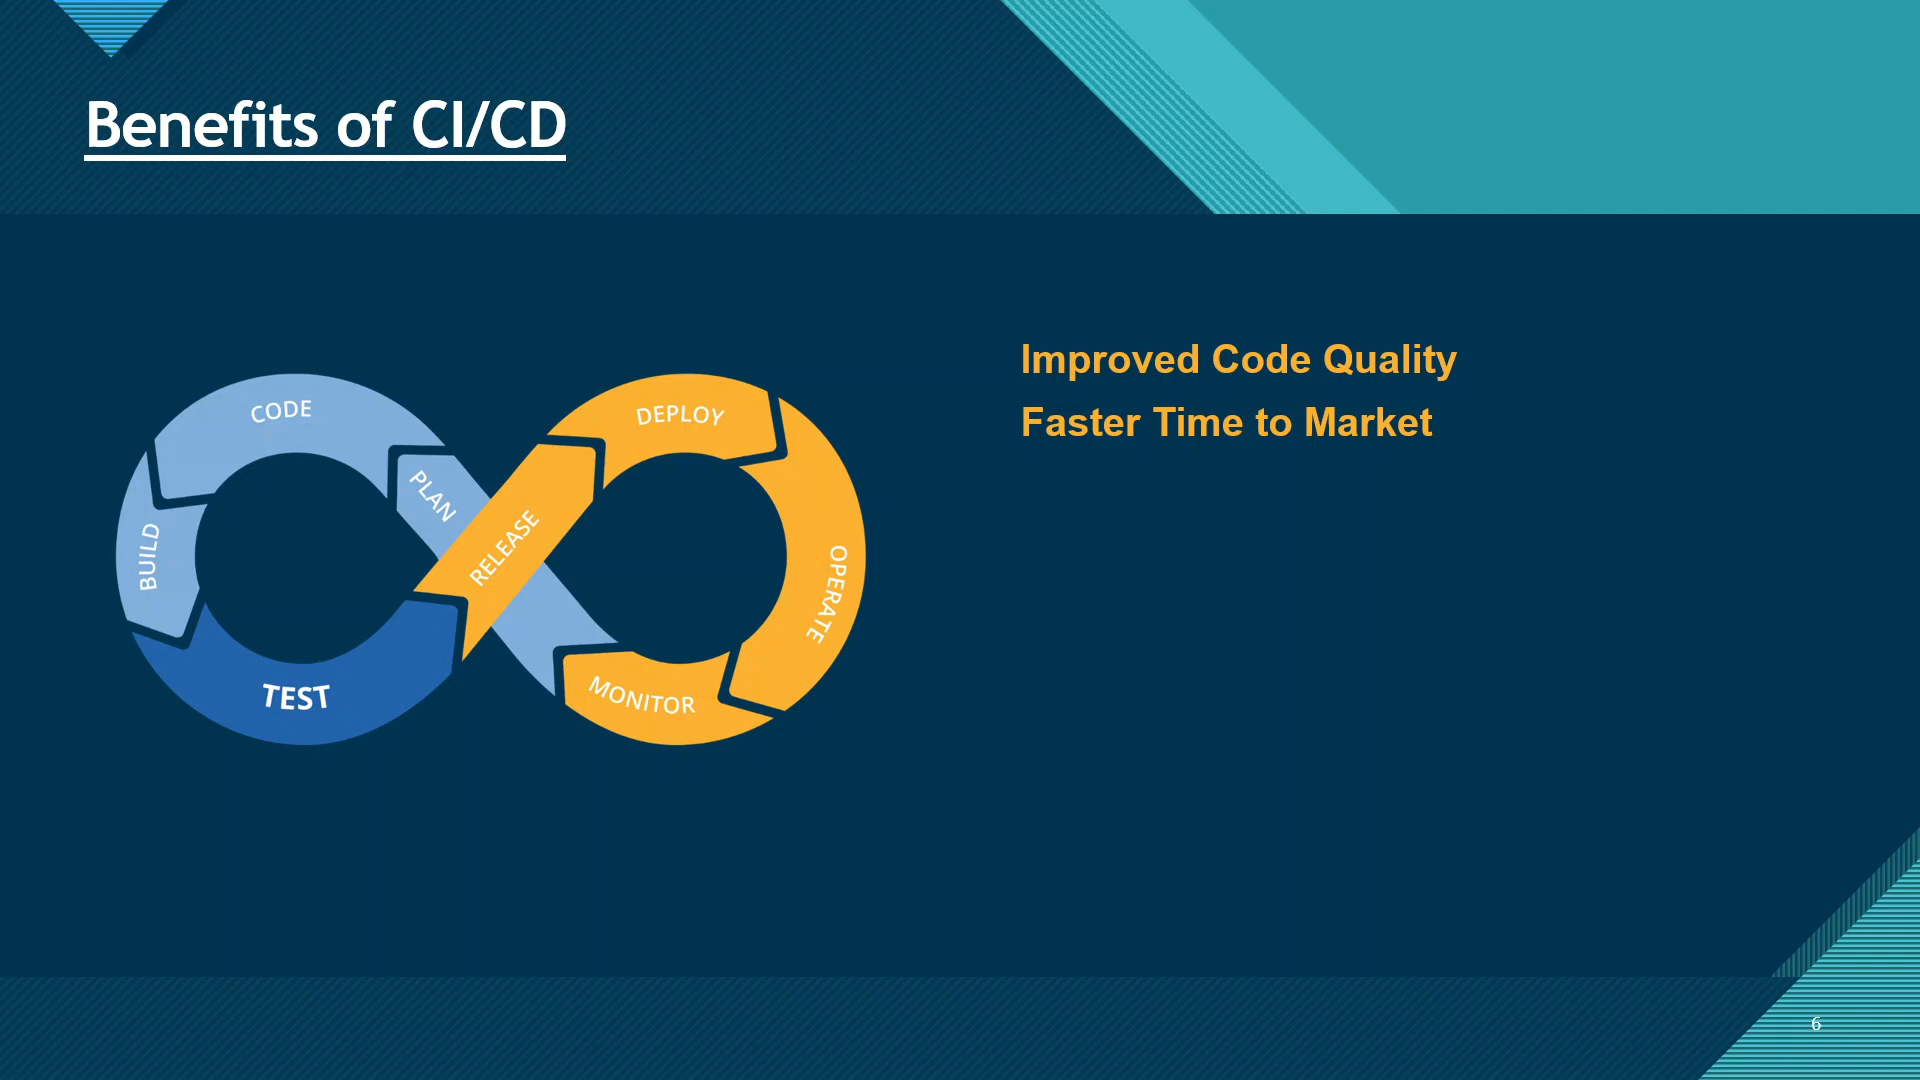 Benefits of CI/CD
Improved Code Quality
Faster Time to Market
CODE
DEPLOY
PLAN
RELEASE
BUILD
OPERATE
TEST
MONITOR
6